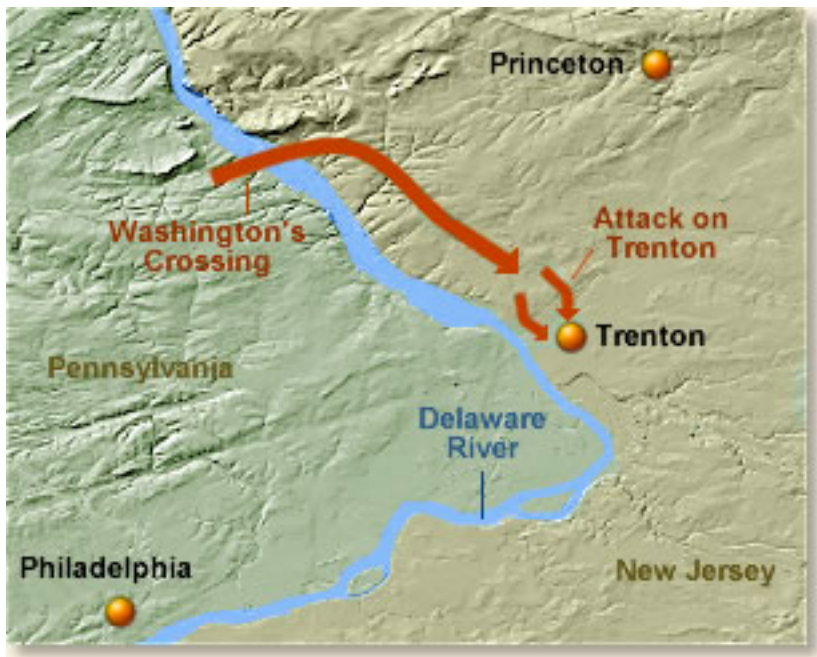 Princeton
Washington's
Crossing
Attack on
Trenton
Trenton
Pennsylvania
Delaware
River
Philadelphia
New Jersey